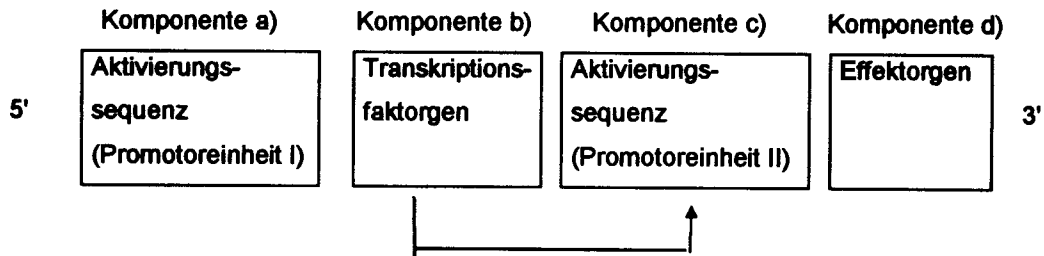 Komponente a)
Komponente b)
Komponente c)
Komponente d)
5'
Aktivierungs-
sequenz
(Promotoreinheit I)
Transkriptions-
faktorgen
Aktivierungs-
sequenz
(Promotoreinheit II)
Effektorgen
3'